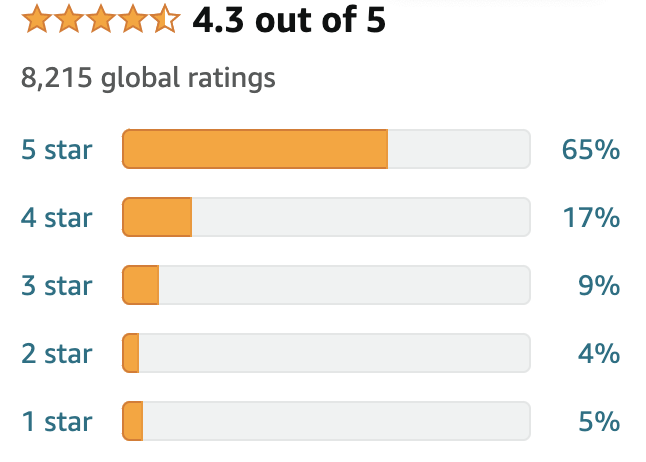 4.3 out of 5
8,215 global ratings
5 star 65%
4 star 17%
3 star 9%
2 star 4%
1 star 5%